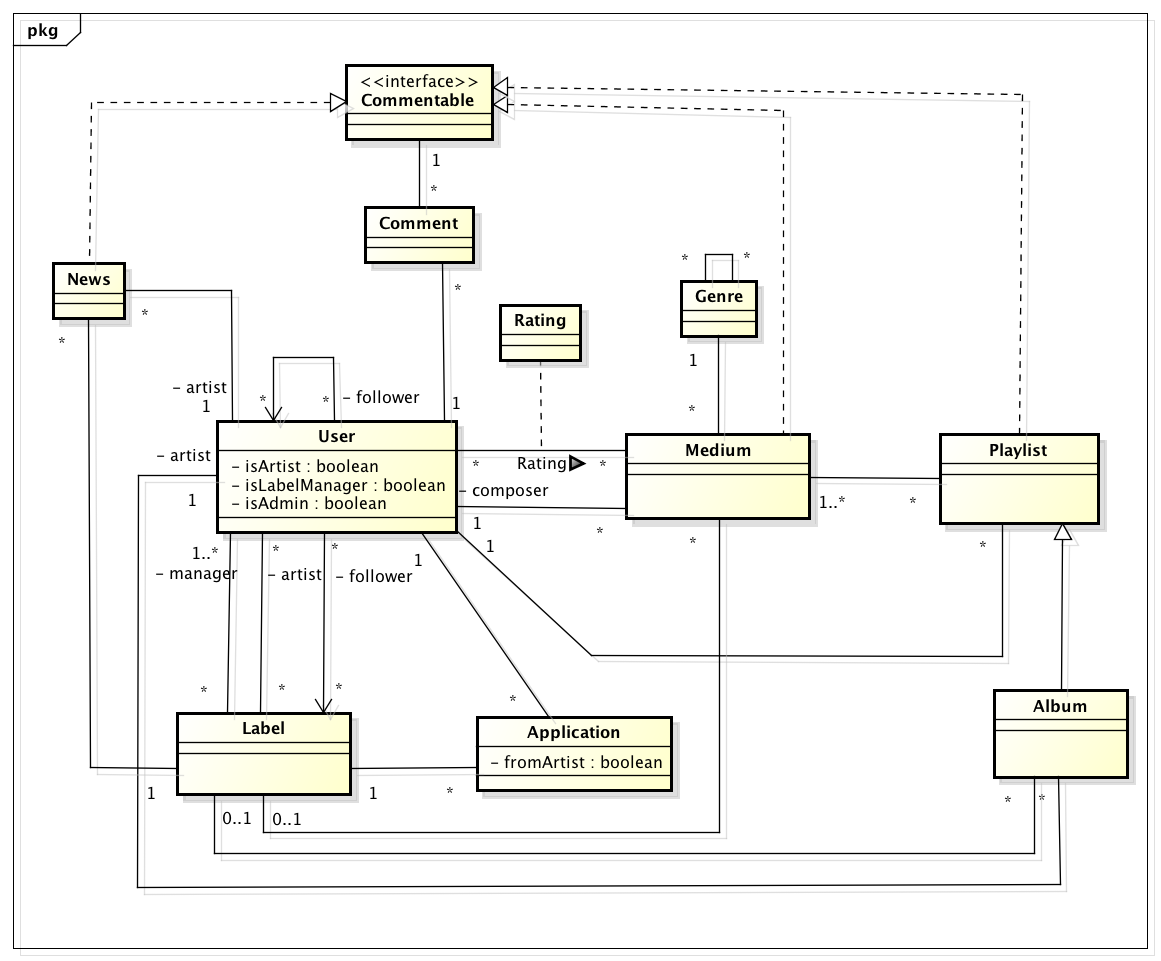 pkg
<<interface>>
Commentable
1
*
Comment
*
News
*
*
* *
Genre
Rating
1
*
- artist
1
* * - follower
1
User
- isArtist : boolean
- isLabelManager : boolean
- isAdmin : boolean
- artist
1
* Rating *
- composer
1
*
Medium
1..* *
Playlist
1..*
- manager
*
- artist
*
- follower
1
1
*
*
* * *
*
Label
Application
- fromArtist : boolean
Album
1
1 *
0..1 0..1
* *